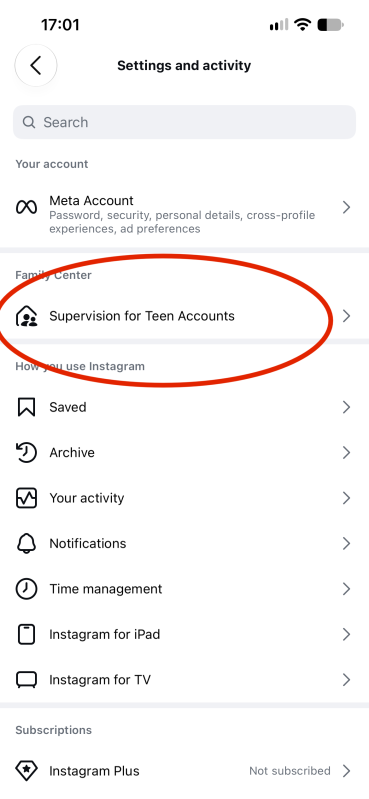 17:01
Settings and activity
Search
Your account
Meta Account
Password, security, personal details, cross-profile
experiences, ad preferences
Family Center
Supervision for Teen Accounts
How you use Instagram
Saved
Archive
Your activity
Notifications
Time management
Instagram for iPad
Instagram for TV
Subscriptions
Instagram Plus Not subscribed